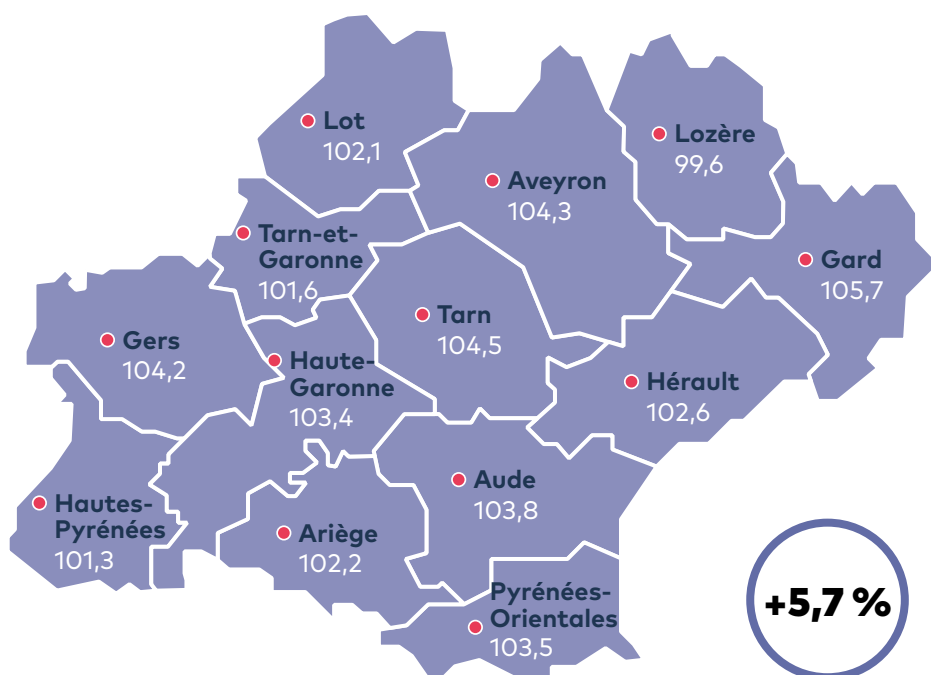 Lot
102,1
Lozère
99,6
Aveyron
104,3
Tarn-et-
Garonne
101,6
Gard
105,7
Gers
104,2
Tarn
104,5
Haute-
Garonne
103,4
Hérault
102,6
Hautes-
Pyrénées
101,3
Ariège
102,2
Aude
103,8
Pyrénées-
Orientales
103,5
+5,7 %